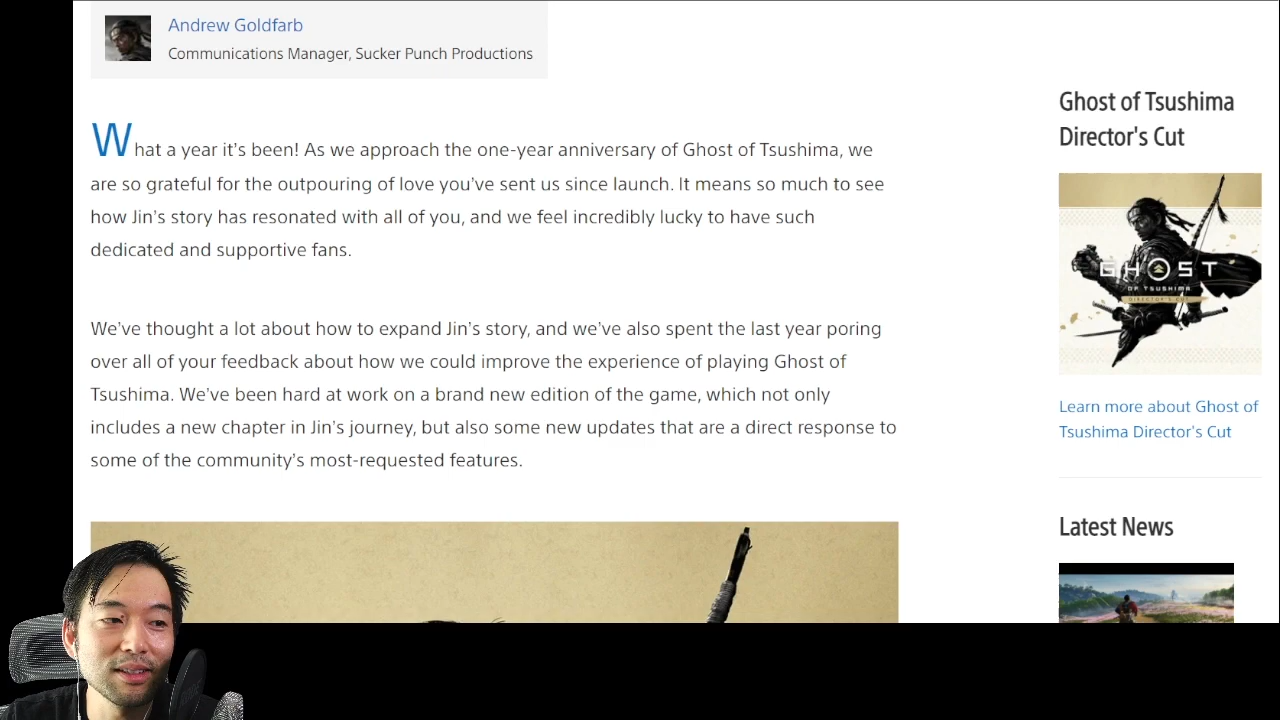 Andrew Goldfarb
Communications Manager, Sucker Punch Productions
What a year it’s been! As we approach the one-year anniversary of Ghost of Tsushima, we
are so grateful for the outpouring of love you’ve sent us since launch. It means so much to see
how Jin’s story has resonated with all of you, and we feel incredibly lucky to have such
dedicated and supportive fans.
We’ve thought a lot about how to expand Jin’s story, and we’ve also spent the last year poring
over all of your feedback about how we could improve the experience of playing Ghost of
Tsushima. We’ve been hard at work on a brand new edition of the game, which not only
includes a new chapter in Jin’s journey, but also some new updates that are a direct response to
some of the community’s most-requested features.
Ghost of Tsushima
Director's Cut
GHOST
OF TSUSHIMA
DIRECTOR'S CUT
Learn more about Ghost of
Tsushima Director's Cut
Latest News